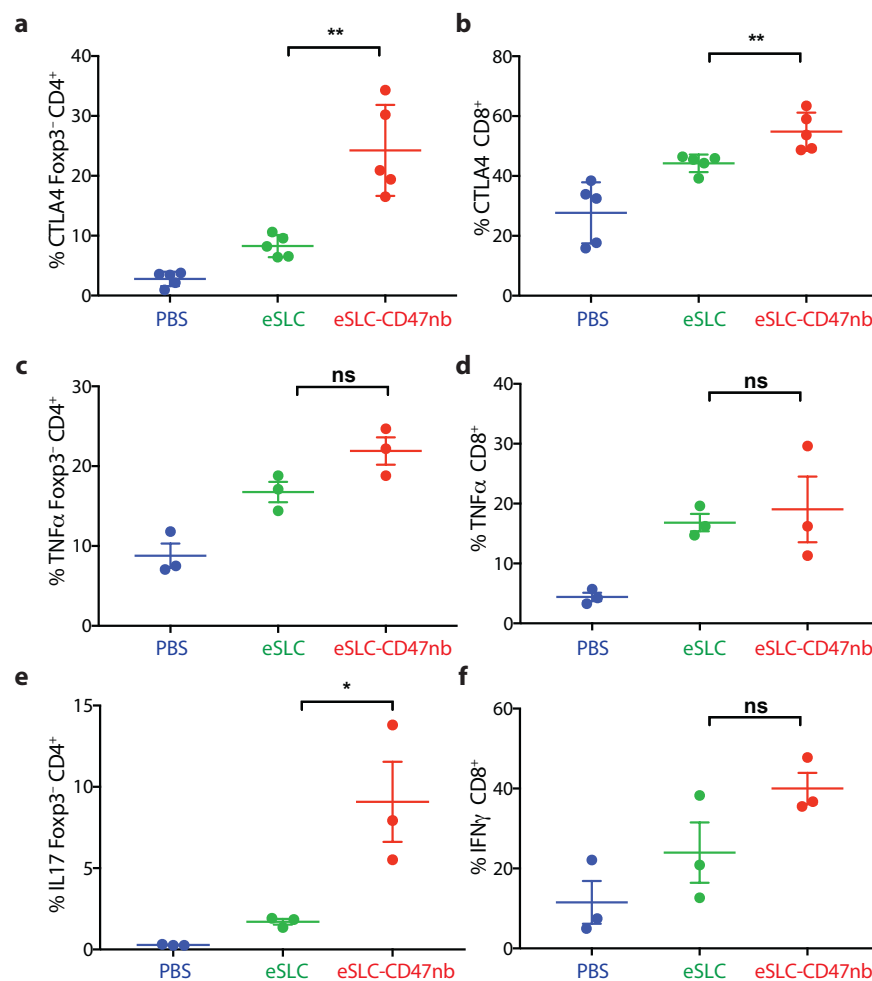 a
**
% CTLA4 Foxp3⁻ CD4⁺
40
30
20
10
0
PBS
eSLC
eSLC-CD47nb
b
**
% CTLA4 CD8⁺
80
60
40
20
0
PBS
eSLC
eSLC-CD47nb
c
ns
% TNFα Foxp3⁻ CD4⁺
30
20
10
0
PBS
eSLC
eSLC-CD47nb
d
ns
% TNFα CD8⁺
40
30
20
10
0
PBS
eSLC
eSLC-CD47nb
e
*
% IL17 Foxp3⁻ CD4⁺
15
10
5
0
PBS
eSLC
eSLC-CD47nb
f
ns
% IFNγ CD8⁺
60
40
20
0
PBS
eSLC
eSLC-CD47nb